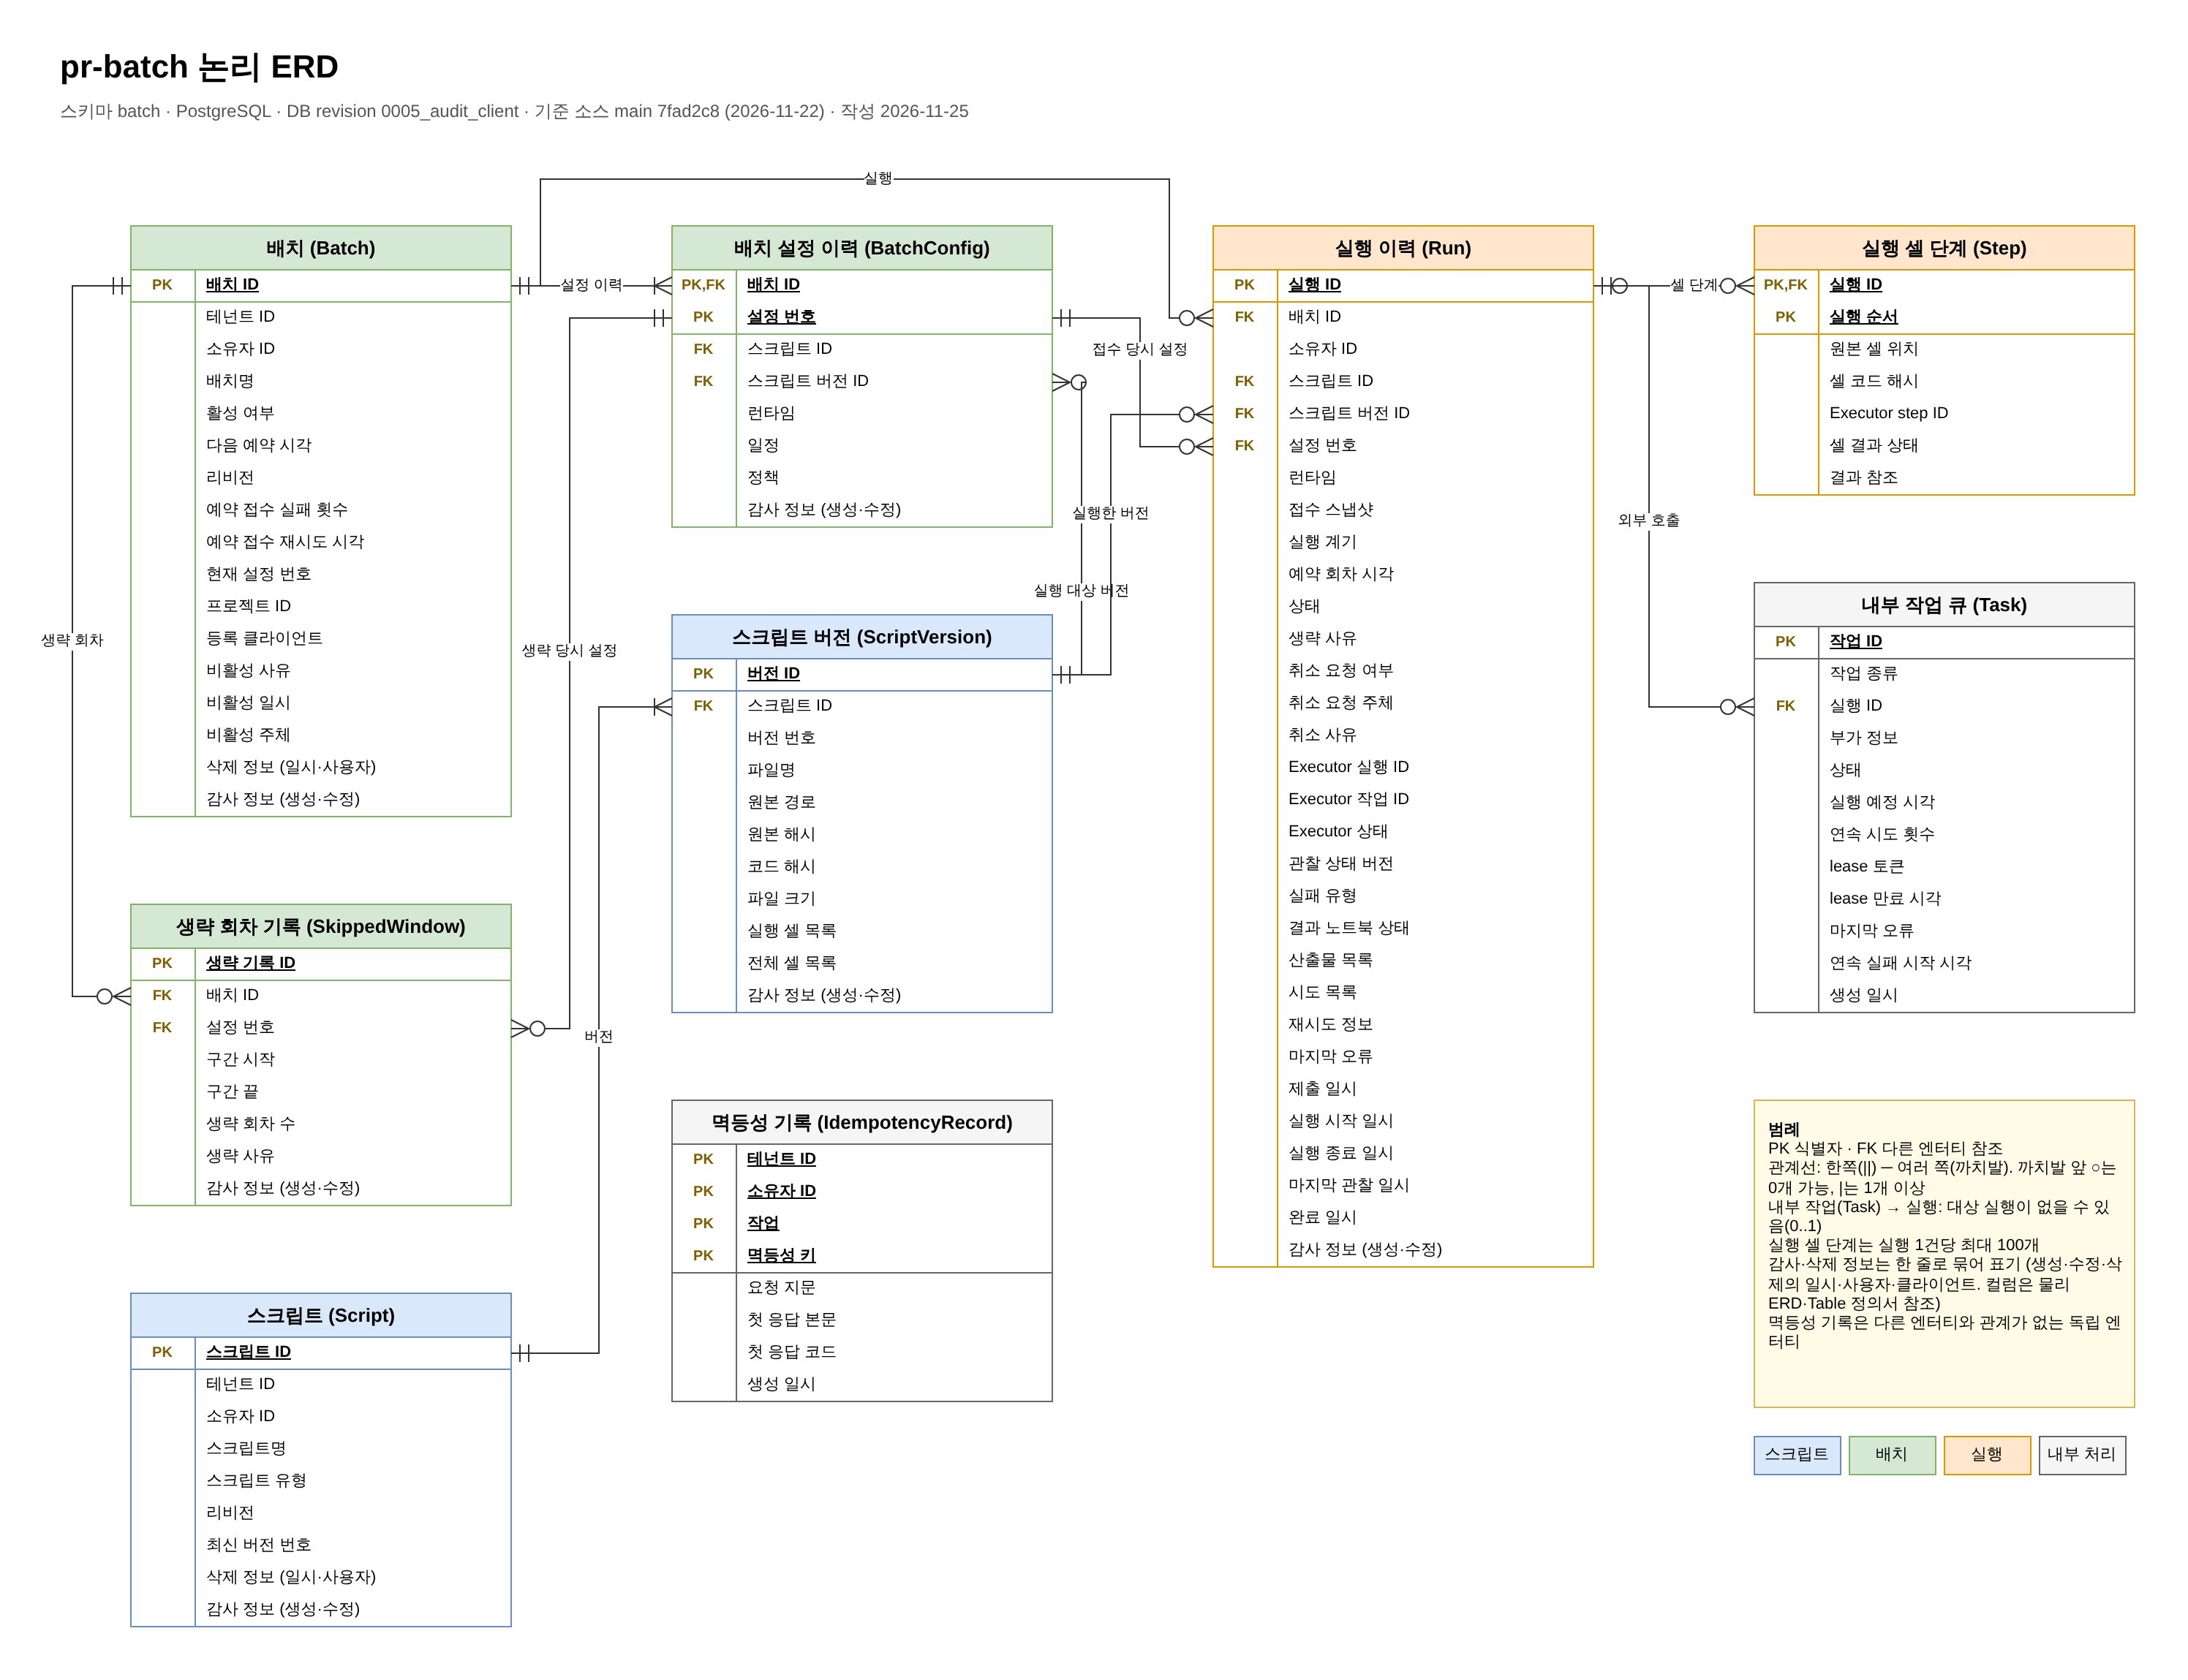 pr-batch 논리 ERD
스키마 batch · PostgreSQL · DB revision 0005_audit_client · 기준 소스 main 7fad2c8 (2026-11-22) · 작성 2026-11-25
실행
배치 (Batch)
PK 배치 ID
테넌트 ID
소유자 ID
배치명
활성 여부
다음 예약 시각
리비전
예약 접수 실패 횟수
예약 접수 재시도 시각
현재 설정 번호
프로젝트 ID
등록 클라이언트
비활성 사유
비활성 일시
비활성 주체
삭제 정보 (일시·사용자)
감사 정보 (생성·수정)
설정 이력
생략 회차
생략 당시 설정
버전
배치 설정 이력 (BatchConfig)
PK,FK 배치 ID
PK 설정 번호
FK 스크립트 ID
FK 스크립트 버전 ID
런타임
일정
정책
감사 정보 (생성·수정)
접수 당시 설정
실행한 버전
실행 대상 버전
실행 이력 (Run)
PK 실행 ID
FK 배치 ID
소유자 ID
FK 스크립트 ID
FK 스크립트 버전 ID
FK 설정 번호
런타임
접수 스냅샷
실행 계기
예약 회차 시각
상태
생략 사유
취소 요청 여부
취소 요청 주체
취소 사유
Executor 실행 ID
Executor 작업 ID
Executor 상태
관찰 상태 버전
실패 유형
결과 노트북 상태
산출물 목록
시도 목록
재시도 정보
마지막 오류
제출 일시
실행 시작 일시
실행 종료 일시
마지막 관찰 일시
완료 일시
감사 정보 (생성·수정)
셀 단계
외부 호출
실행 셀 단계 (Step)
PK,FK 실행 ID
PK 실행 순서
원본 셀 위치
셀 코드 해시
Executor step ID
셀 결과 상태
결과 참조
스크립트 버전 (ScriptVersion)
PK 버전 ID
FK 스크립트 ID
버전 번호
파일명
원본 경로
원본 해시
코드 해시
파일 크기
실행 셀 목록
전체 셀 목록
감사 정보 (생성·수정)
내부 작업 큐 (Task)
PK 작업 ID
작업 종류
FK 실행 ID
부가 정보
상태
실행 예정 시각
연속 시도 횟수
lease 토큰
lease 만료 시각
마지막 오류
연속 실패 시작 시각
생성 일시
생략 회차 기록 (SkippedWindow)
PK 생략 기록 ID
FK 배치 ID
FK 설정 번호
구간 시작
구간 끝
생략 회차 수
생략 사유
감사 정보 (생성·수정)
멱등성 기록 (IdempotencyRecord)
PK 테넌트 ID
PK 소유자 ID
PK 작업
PK 멱등성 키
요청 지문
첫 응답 본문
첫 응답 코드
생성 일시
스크립트 (Script)
PK 스크립트 ID
테넌트 ID
소유자 ID
스크립트명
스크립트 유형
리비전
최신 버전 번호
삭제 정보 (일시·사용자)
감사 정보 (생성·수정)
범례
PK 식별자 · FK 다른 엔터티 참조
관계선: 한쪽(||) ─ 여러 쪽(까치발). 까치발 앞 ○는
0개 가능, |는 1개 이상
내부 작업(Task) → 실행: 대상 실행이 없을 수 있
음(0..1)
실행 셀 단계는 실행 1건당 최대 100개
감사·삭제 정보는 한 줄로 묶어 표기 (생성·수정·삭
제의 일시·사용자·클라이언트. 컬럼은 물리
ERD·Table 정의서 참조)
멱등성 기록은 다른 엔터티와 관계가 없는 독립 엔
터티
스크립트 배치 실행 내부 처리